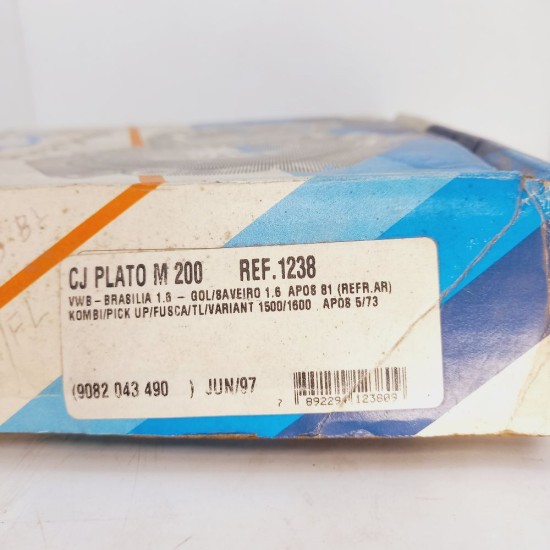 CJ PLATO M 200 REF.1238
VWB - BRASILIA 1.6 - GOL/SAVEIRO 1.6 APOS 81 (REFR.AR)
KOMBI/PICK UP/FUSCA/TL/VARIANT 1500/1600 APOS 5/73
(9082 043 490 ) JUN/97
7 892294 123809